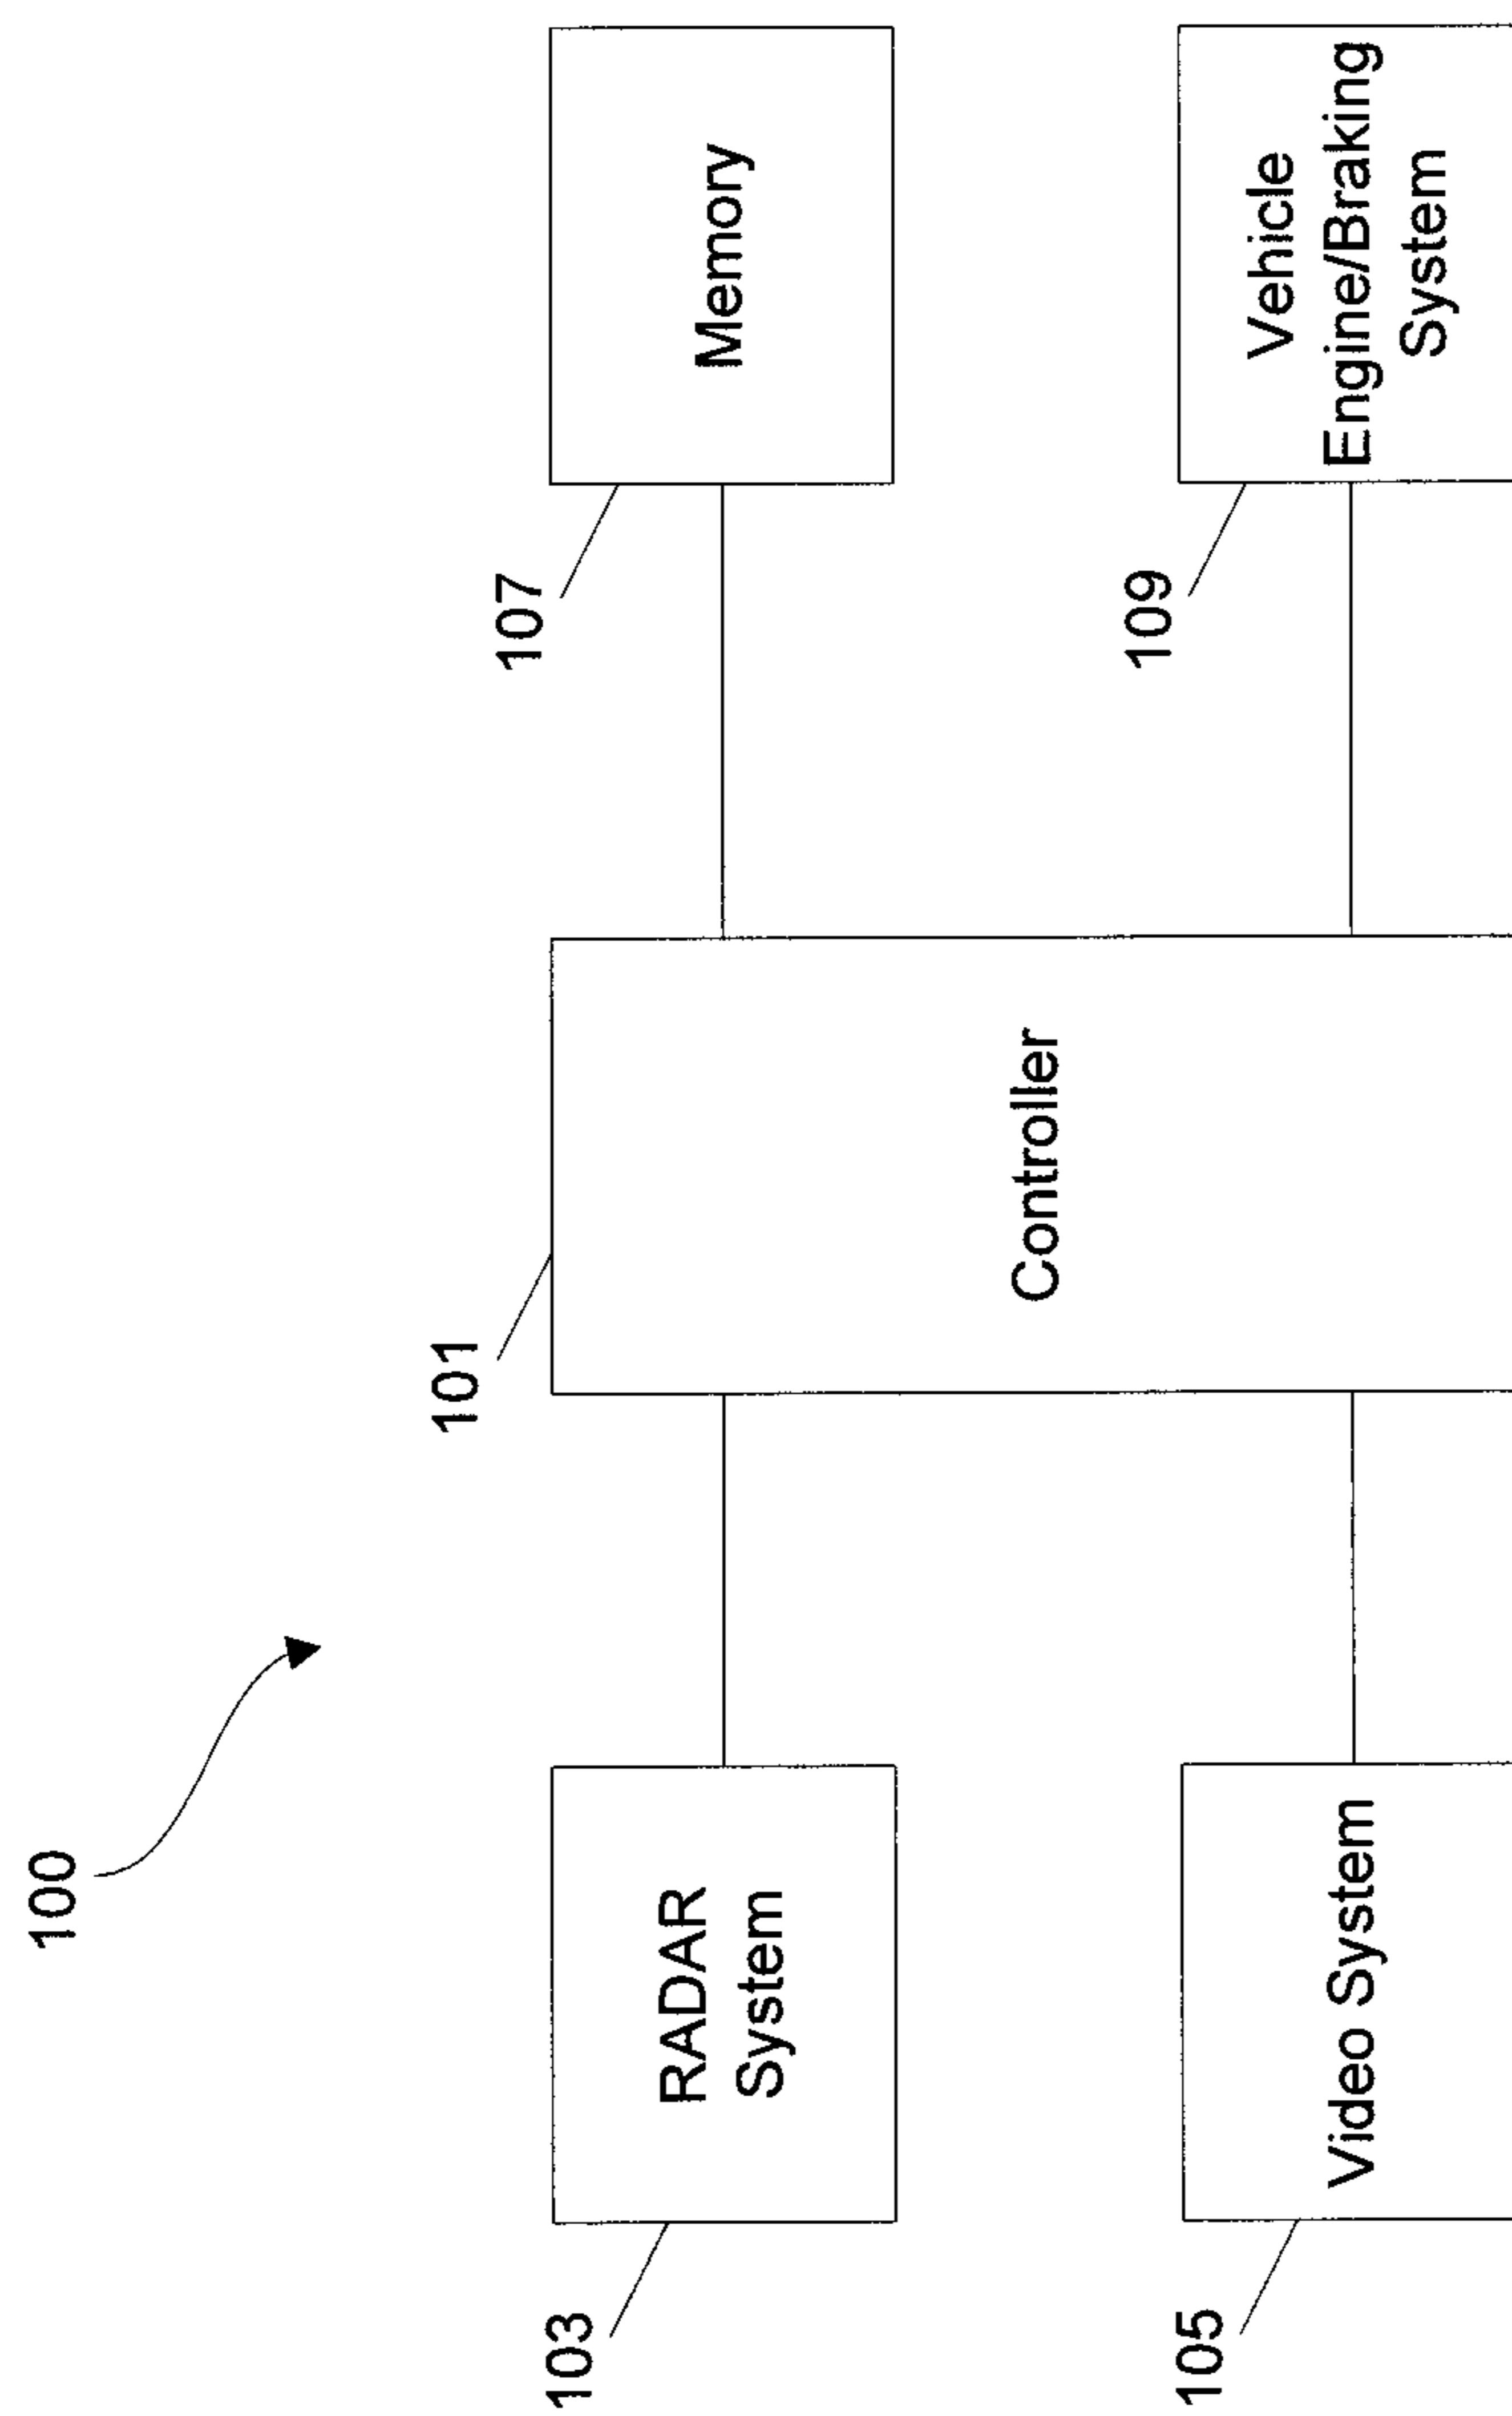 100
101
103
RADAR
System
107
Memory
Controller
105
Video System
109
Vehicle
Engine/Braking
System